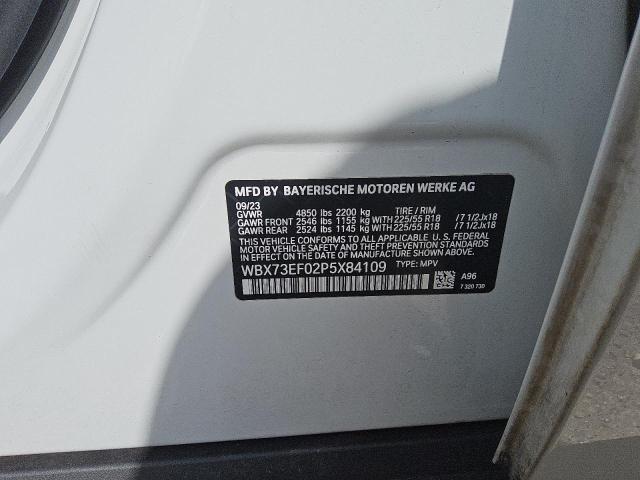 MFD BY BAYERISCHE MOTOREN WERKE AG
09/23
GVWR 4850 lbs 2200 kg TIRE / RIM
GAWR FRONT 2546 lbs 1155 kg WITH 225/55 R18 /7 1/2Jx18
GAWR REAR 2524 lbs 1145 kg WITH 225/55 R18 /7 1/2Jx18
THIS VEHICLE CONFORMS TO ALL APPLICABLE U. S. FEDERAL
MOTOR VEHICLE SAFETY AND THEFT PREVENTION STANDARDS
IN EFFECT ON THE DATE OF MANUFACTURE SHOWN ABOVE.
WBX73EF02P5X84109 TYPE: MPV
A96
7 320 730